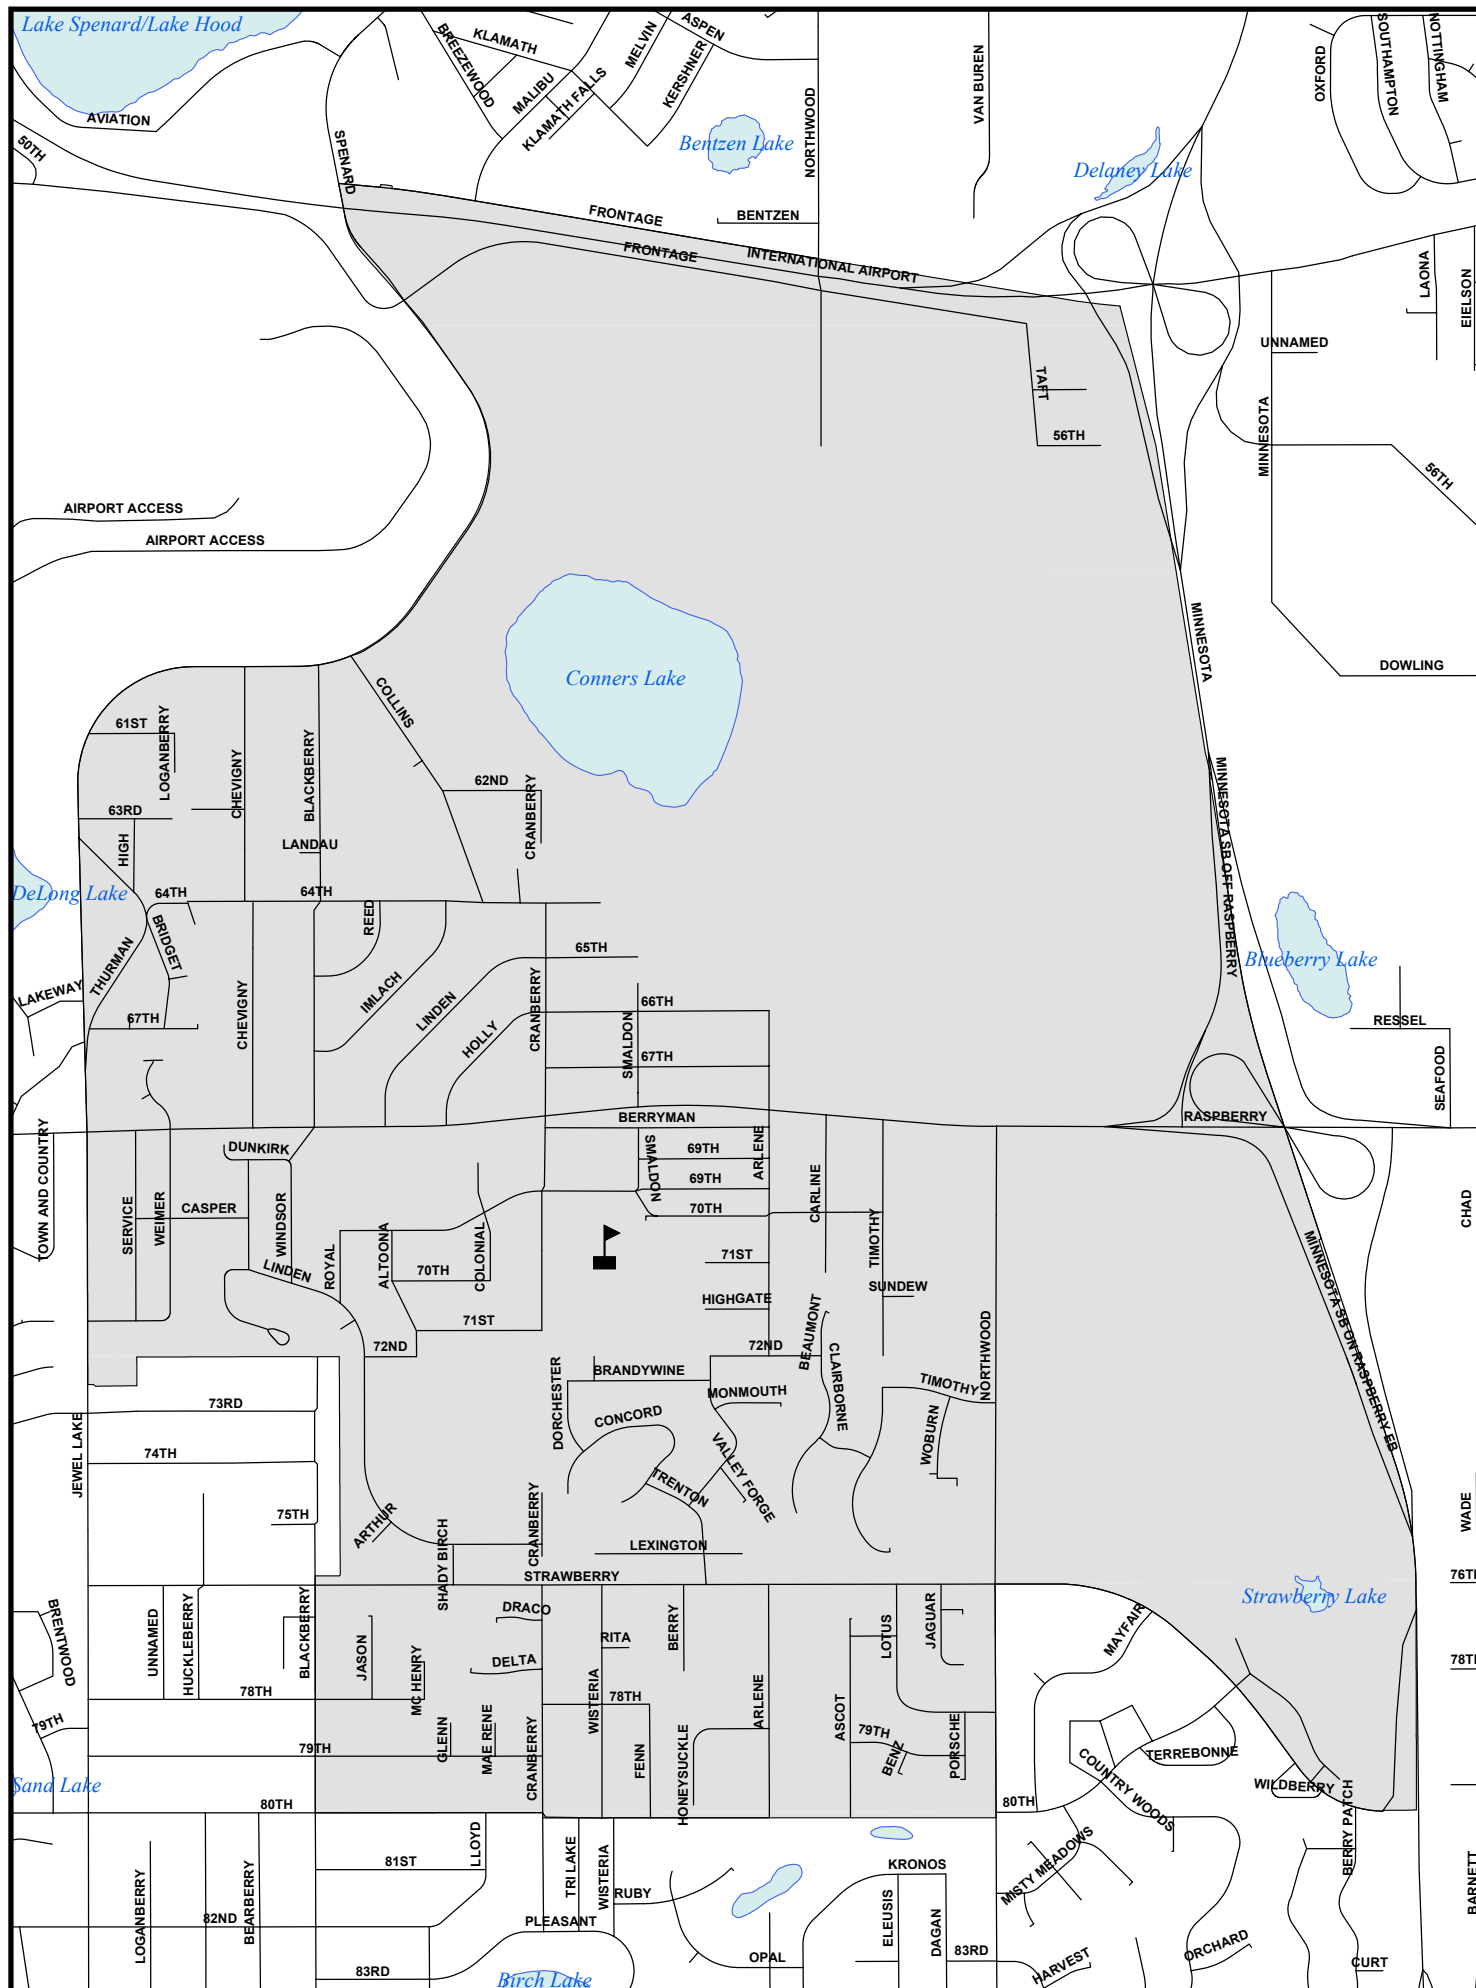 Lake Spenard/Lake Hood
KLAMATH
BREEZEWOOD
MELVIN
ASPEN
KERSHNER
MALIBU
KLAMATH FALLS
NORTHWOOD
VAN BUREN
OXFORD
SOUTHAMPTON
NOTTINGHAM
AVIATION
50TH
SPENARD
Bentzen Lake
Delaney Lake
FRONTAGE
BENTZEN
FRONTAGE
INTERNATIONAL AIRPORT
LAONA
EIELSON
UNNAMED
TAFT
56TH
MINNESOTA
56TH
AIRPORT ACCESS
AIRPORT ACCESS
MINNESOTA
DOWLING
Conners Lake
COLLINS
61ST
LOGANBERRY
CHEVIGNY
BLACKBERRY
62ND
CRANBERRY
63RD
HIGH
LANDAU
MINNESOTA SB OFF RASPBERRY
DeLong Lake
64TH
64TH
REED
BRIDGET
THURMAN
65TH
Blueberry Lake
LAKEWAY
IMLACH
LINDEN
CRANBERRY
66TH
67TH
CHEVIGNY
HOLLY
SMALDON
67TH
RESSEL
SEAFOOD
BERRYMAN
RASPBERRY
TOWN AND COUNTRY
DUNKIRK
SMALDON
69TH
ARLENE
69TH
CARLINE
SERVICE
WEIMER
CASPER
WINDSOR
70TH
CHAD
LINDEN
ROYAL
ALTOONA
70TH
COLONIAL
71ST
TIMOTHY
SUNDEW
HIGHGATE
BEAUMONT
NORTHWOOD
MINNESOTA SB ON RASPBERRY EB
71ST
72ND
72ND
BRANDYWINE
CLAIRBORNE
TIMOTHY
DORCHESTER
MONMOUTH
73RD
CONCORD
WOBURN
JEWEL LAKE
74TH
VALLEY FORGE
TRENTON
75TH
ARTHUR
CRANBERRY
WADE
SHADY BIRCH
LEXINGTON
STRAWBERRY
Strawberry Lake
BRENTWOOD
UNNAMED
HUCKLEBERRY
BLACKBERRY
JASON
MC HENRY
DRACO
RITA
BERRY
LOTUS
JAGUAR
MAYFAIR
DELTA
78TH
WISTERIA
78TH
ARLENE
ASCOT
79TH
79TH
GLENN
MAE RENE
CRANBERRY
FENN
HONEYSUCKLE
79TH
BENZ
PORSCHE
TERREBONNE
COUNTRY WOODS
Sand Lake
80TH
80TH
WILDBERRY
BERRY PATCH
LLOYD
81ST
TRI LAKE
WISTERIA
KRONOS
MISTY MEADOWS
LOGANBERRY
BEARBERRY
RUBY
ELEUSIS
DAGAN
BARNETT
82ND
PLEASANT
OPAL
83RD
ORCHARD
83RD
Birch Lake
HARVEST
CURT